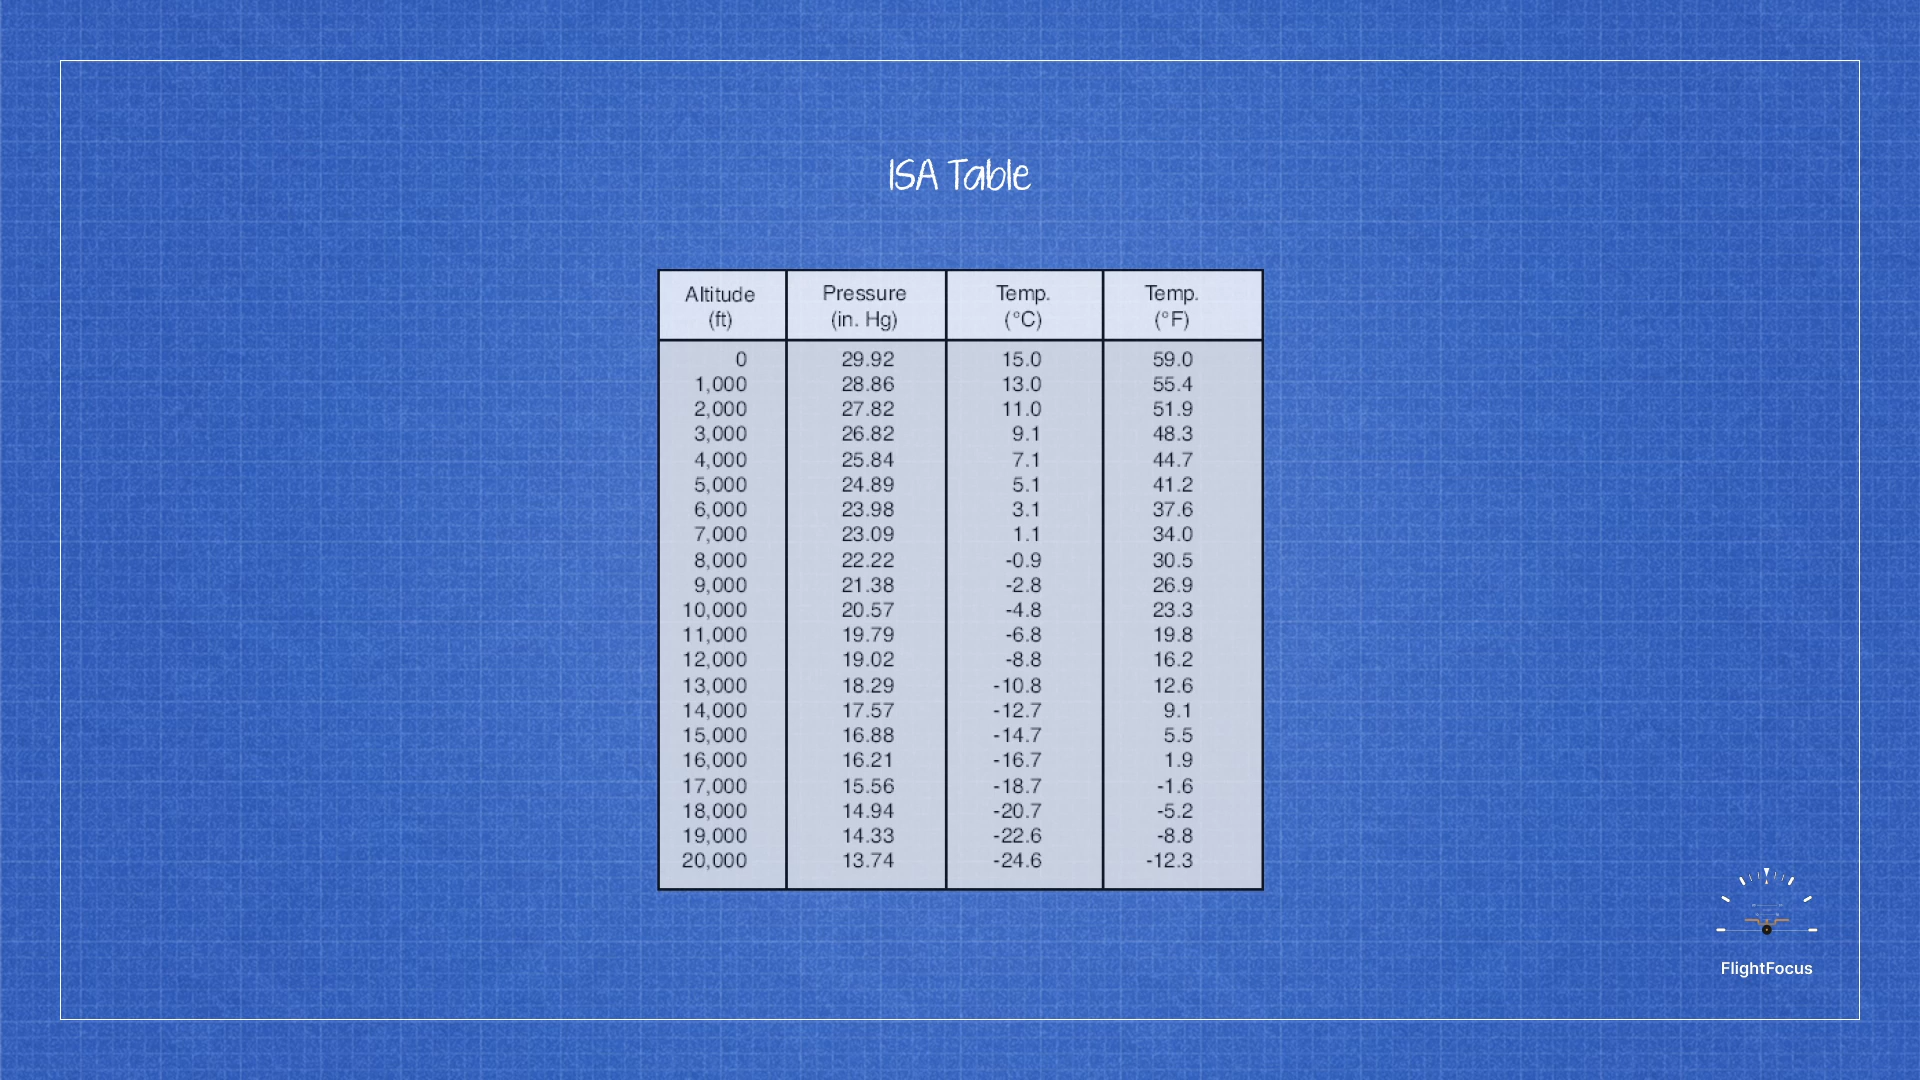 ISA Table
Altitude (ft) Pressure (in. Hg) Temp. (°C) Temp. (°F)
0 29.92 15.0 59.0
1,000 28.86 13.0 55.4
2,000 27.82 11.0 51.9
3,000 26.82 9.1 48.3
4,000 25.84 7.1 44.7
5,000 24.89 5.1 41.2
6,000 23.98 3.1 37.6
7,000 23.09 1.1 34.0
8,000 22.22 -0.9 30.5
9,000 21.38 -2.8 26.9
10,000 20.57 -4.8 23.3
11,000 19.79 -6.8 19.8
12,000 19.02 -8.8 16.2
13,000 18.29 -10.8 12.6
14,000 17.57 -12.7 9.1
15,000 16.88 -14.7 5.5
16,000 16.21 -16.7 1.9
17,000 15.56 -18.7 -1.6
18,000 14.94 -20.7 -5.2
19,000 14.33 -22.6 -8.8
20,000 13.74 -24.6 -12.3
FlightFocus